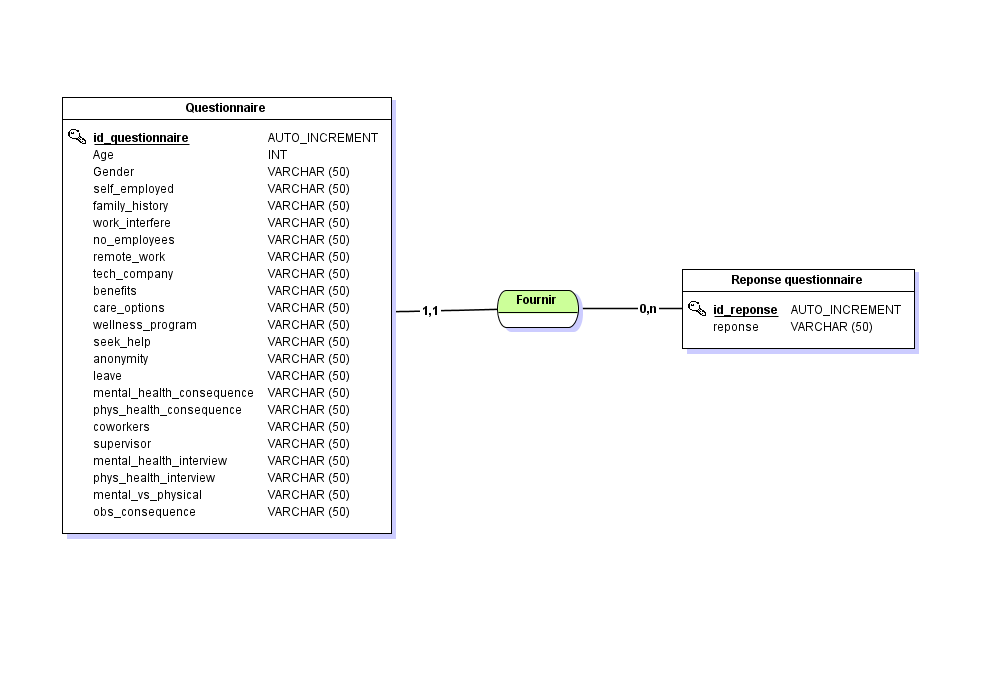 Questionnaire
id_questionnaire AUTO_INCREMENT
Age INT
Gender VARCHAR (50)
self_employed VARCHAR (50)
family_history VARCHAR (50)
work_interfere VARCHAR (50)
no_employees VARCHAR (50)
remote_work VARCHAR (50)
tech_company VARCHAR (50)
benefits VARCHAR (50)
care_options VARCHAR (50)
wellness_program VARCHAR (50)
seek_help VARCHAR (50)
anonymity VARCHAR (50)
leave VARCHAR (50)
mental_health_consequence VARCHAR (50)
phys_health_consequence VARCHAR (50)
coworkers VARCHAR (50)
supervisor VARCHAR (50)
mental_health_interview VARCHAR (50)
phys_health_interview VARCHAR (50)
mental_vs_physical VARCHAR (50)
obs_consequence VARCHAR (50)
1,1
Fournir
0,n
Reponse questionnaire
id_reponse AUTO_INCREMENT
reponse VARCHAR (50)